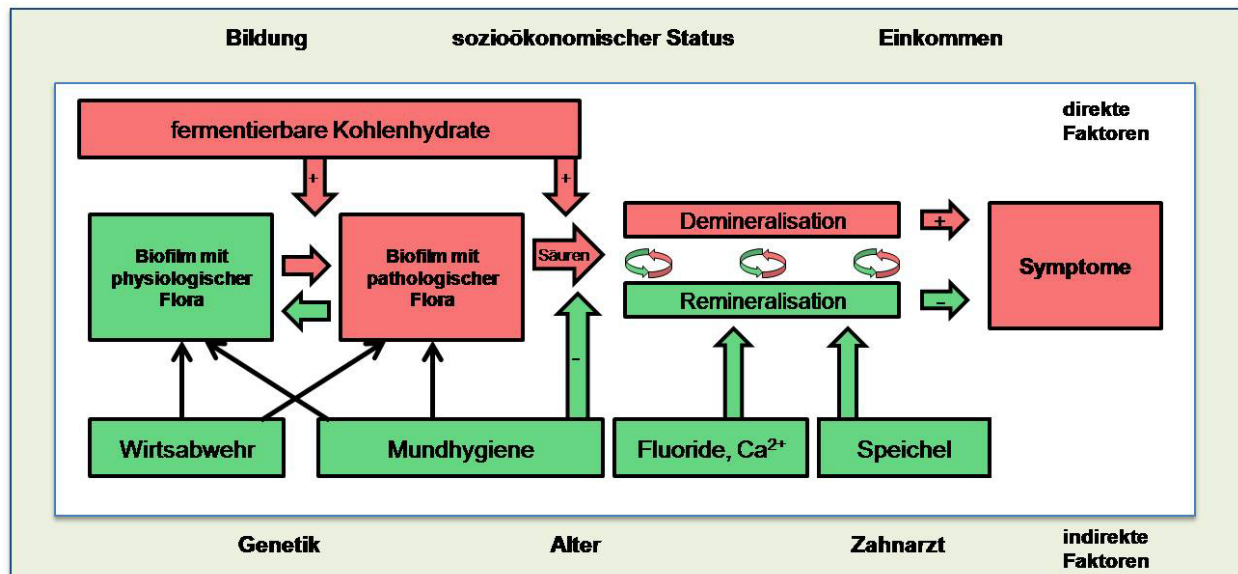 Bildung sozioökonomischer Status Einkommen
direkte
Faktoren
fermentierbare Kohlenhydrate
+ +
Biofilm mit
physiologischer
Flora
Biofilm mit
pathologischer
Flora
Säuren
Demineralisation
+
Remineralisation
–
Symptome
–
Wirtsabwehr
Mundhygiene
Fluoride, Ca²⁺
Speichel
Genetik Alter Zahnarzt
indirekte
Faktoren